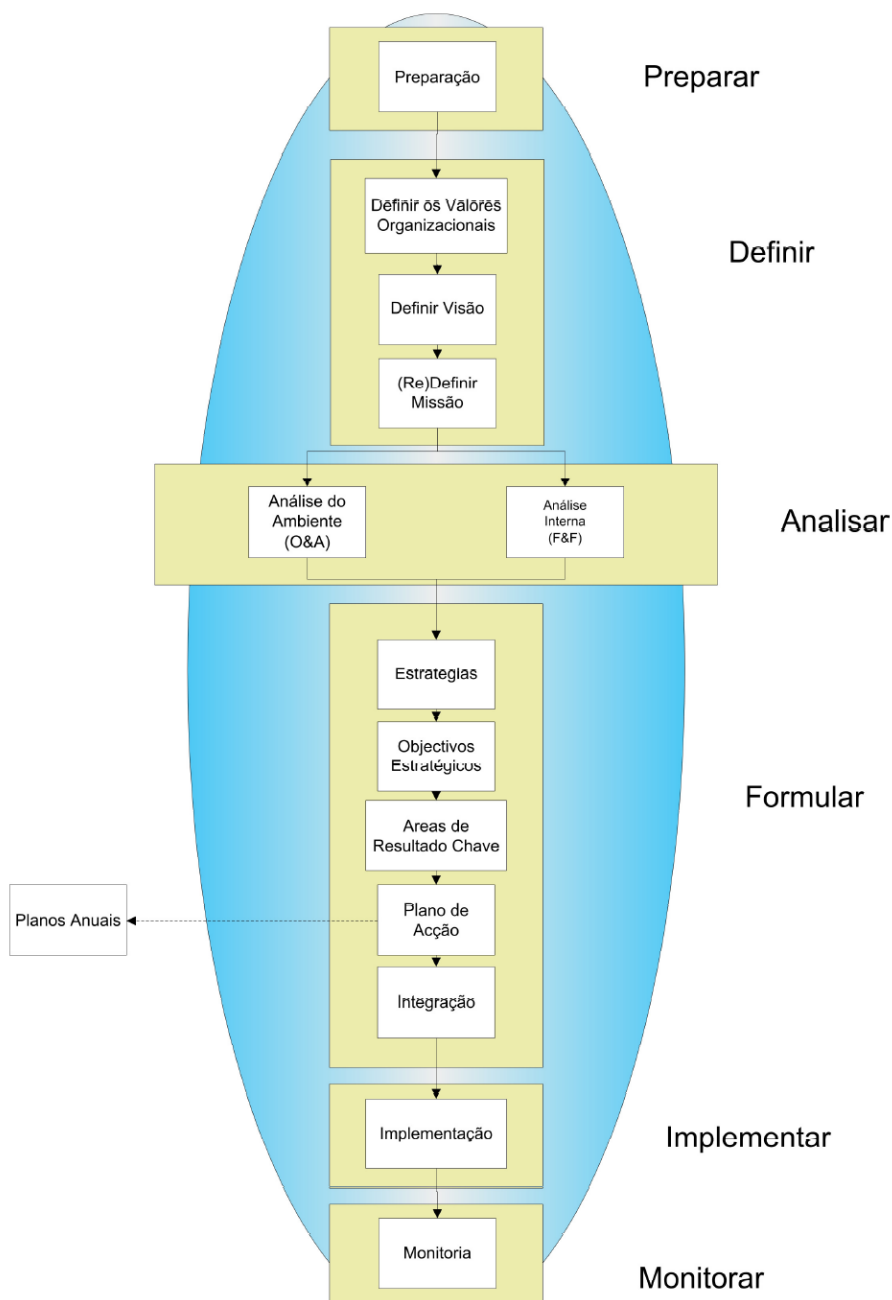 Preparação
Preparar
Definir os Valores
Organizacionais
Definir
Definir Visão
(Re)Definir
Missão
Análise do
Ambiente
(O&A)
Análise
Interna
(F&F)
Analisar
Estrategias
Objectivos
Estratégicos
Formular
Areas de
Resultado Chave
Planos Anuais
Plano de
Acção
Integração
Implementação
Implementar
Monitoria
Monitorar